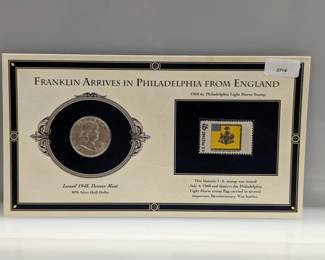 2714
FRANKLIN ARRIVES IN PHILADELPHIA FROM ENGLAND
1968 6¢ Philadelphia Light Horse Stamp
Issued 1948, Denver Mint
90% Silver Half-Dollar
This historic U.S. stamp was issued
July 4, 1968 and depicts the Philadelphia
Light Horse troop flag carried in several
important Revolutionary War battles.